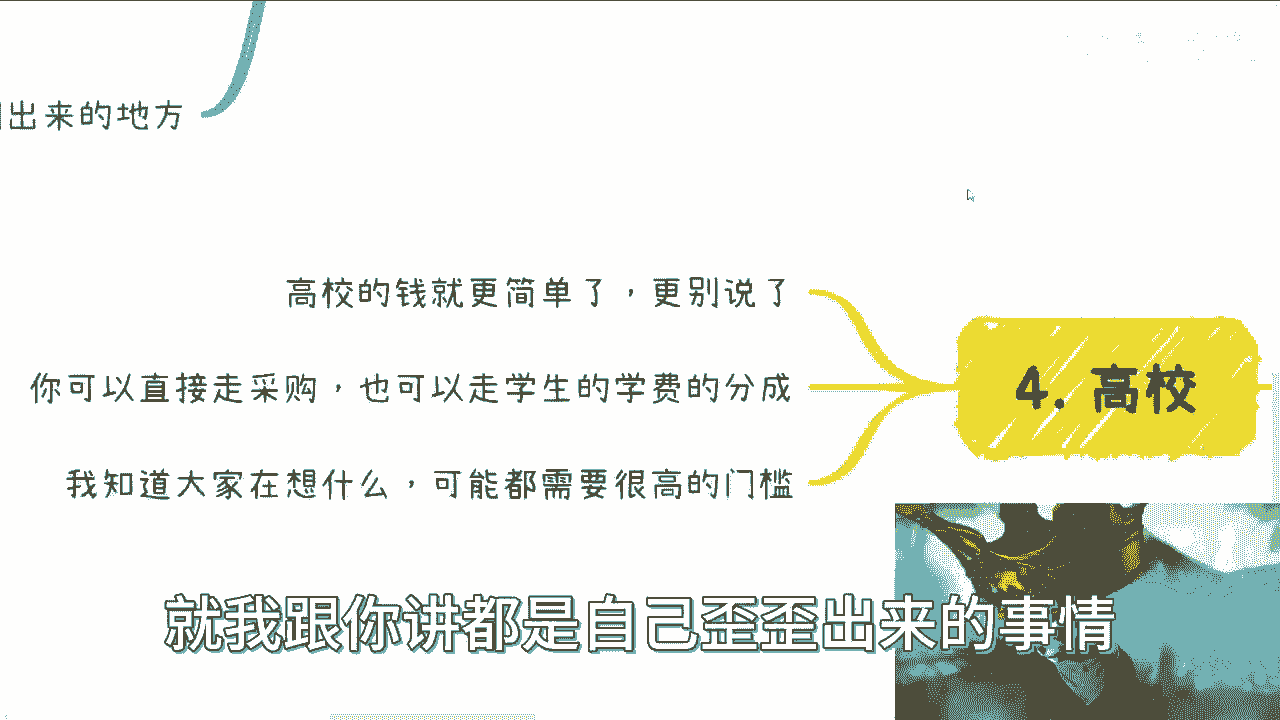 出来的地方
高校的钱就更简单了，更别说了
你可以直接走采购，也可以走学生的学费的分成
4. 高校
我知道大家在想什么，可能都需要很高的门槛
就我跟你讲都是自己歪歪出来的事情